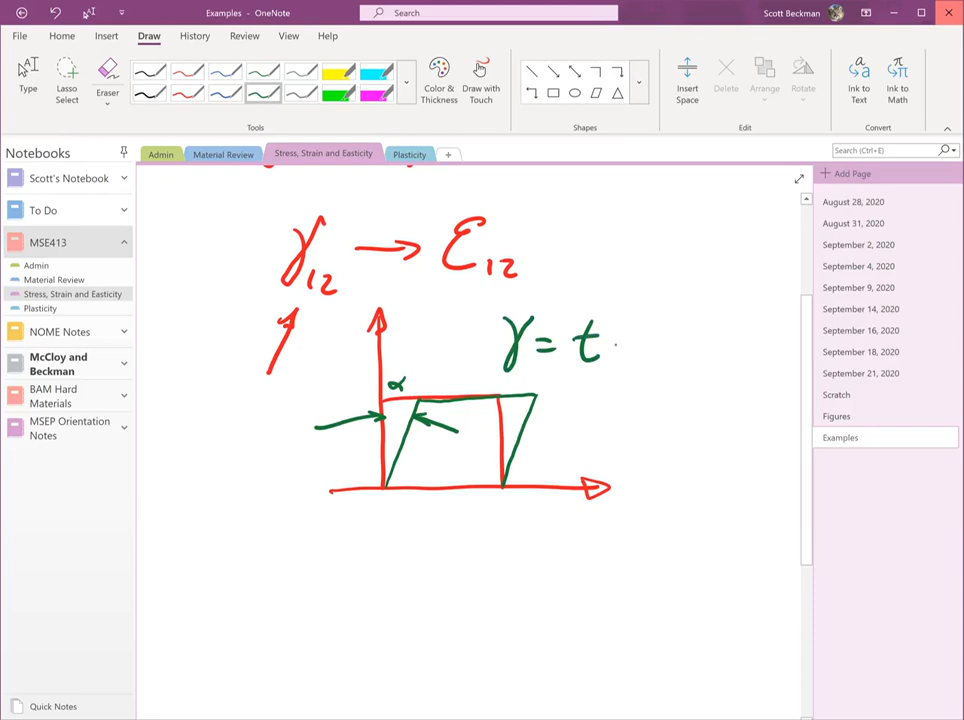 Examples - OneNote
Search
Scott Beckman
File Home Insert Draw History Review View Help
Type
Lasso Select
Eraser
Color & Thickness
Draw with Touch
Insert Space
Delete
Arrange
Rotate
Ink to Text
Ink to Math
Tools Shapes Edit Convert
Notebooks
Admin Material Review Stress, Strain and Easticity Plasticity +
Search (Ctrl+E)
Scott's Notebook
To Do
MSE413
Admin
Material Review
Stress, Strain and Easticity
Plasticity
NOME Notes
McCloy and Beckman
BAM Hard Materials
MSEP Orientation Notes
Quick Notes
γ12 → ε12
γ = t
α
Add Page
August 28, 2020
August 31, 2020
September 2, 2020
September 4, 2020
September 9, 2020
September 14, 2020
September 16, 2020
September 18, 2020
September 21, 2020
Scratch
Figures
Examples